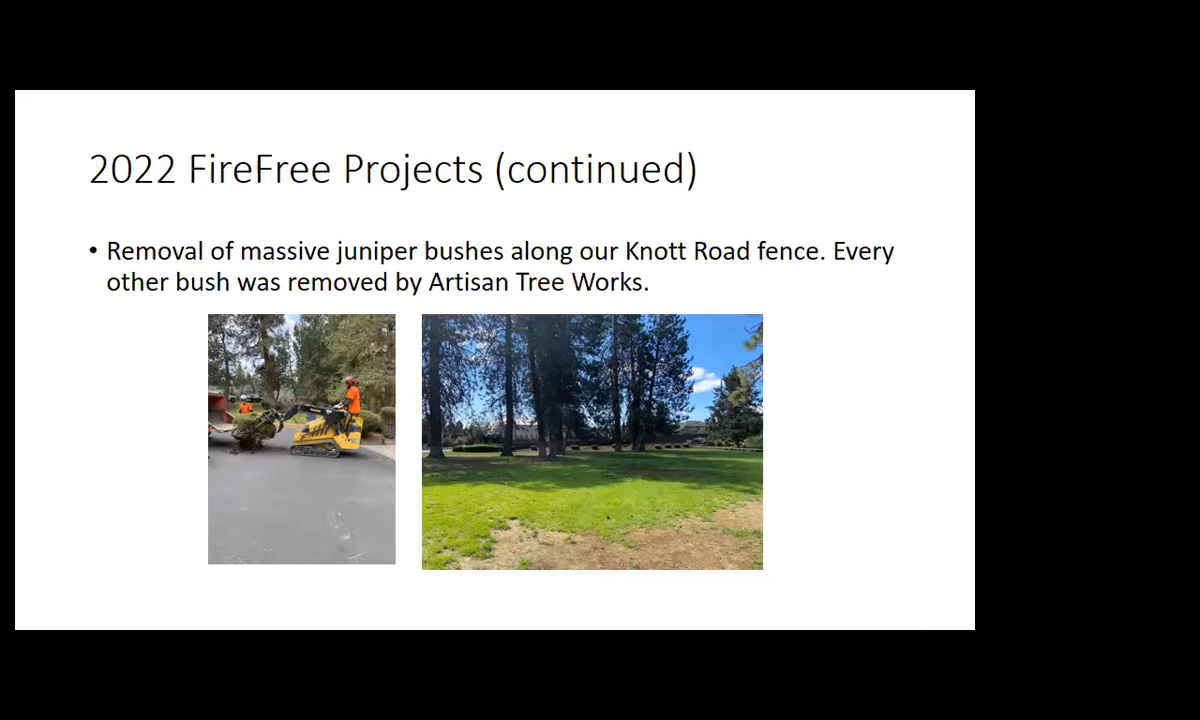 2022 FireFree Projects (continued)
• Removal of massive juniper bushes along our Knott Road fence. Every
other bush was removed by Artisan Tree Works.